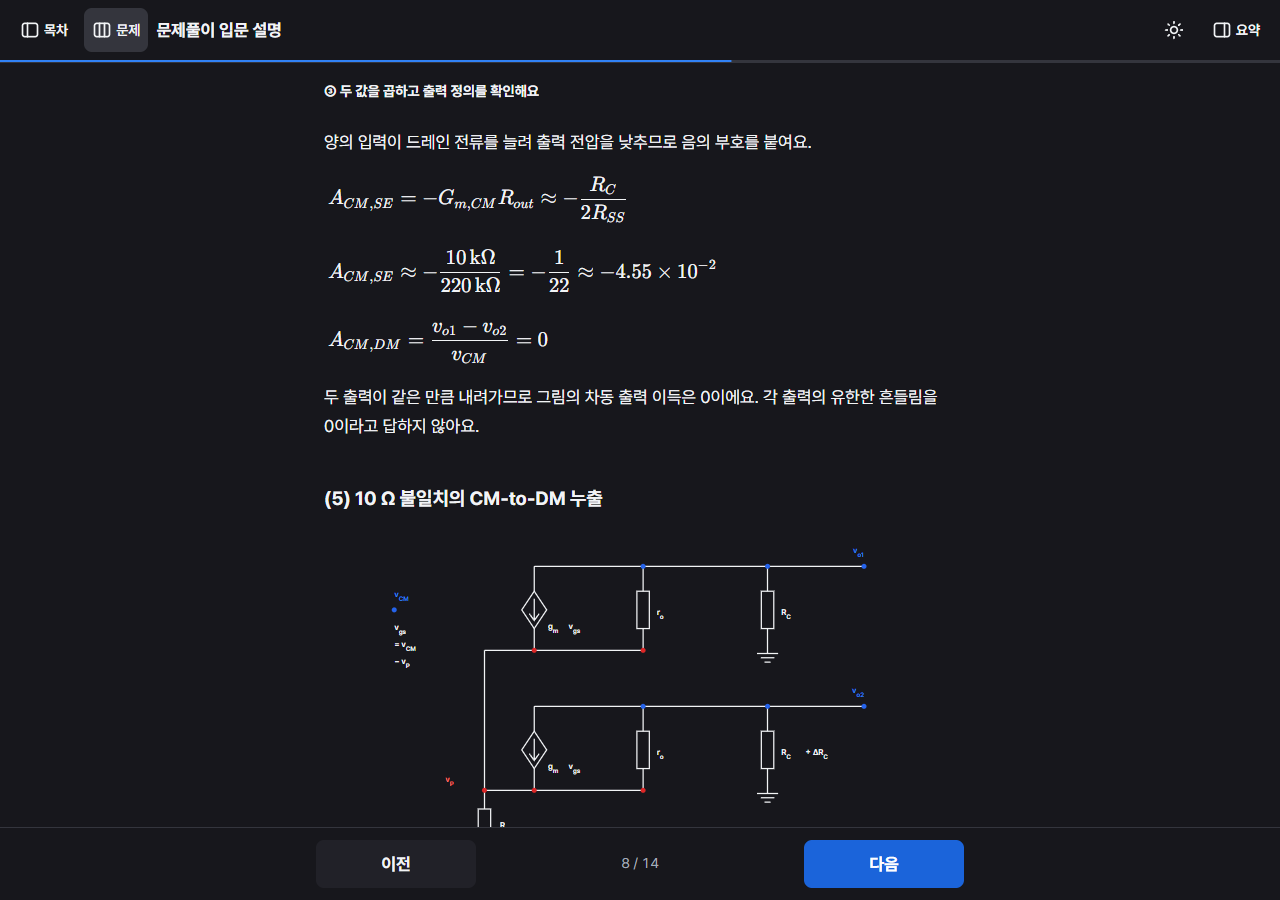 목차
문제
문제풀이 입문 설명
요약
③ 두 값을 곱하고 출력 정의를 확인해요
양의 입력이 드레인 전류를 늘려 출력 전압을 낮추므로 음의 부호를 붙여요.
A_{CM,SE} = −G_{m,CM} R_{out} ≈ − R_C / 2R_{SS}
A_{CM,SE} ≈ − 10 kΩ / 220 kΩ = − 1 / 22 ≈ −4.55 × 10^{−2}
A_{CM,DM} = (v_{o1} − v_{o2}) / v_{CM} = 0
두 출력이 같은 만큼 내려가므로 그림의 차동 출력 이득은 0이에요. 각 출력의 유한한 흔들림을
0이라고 답하지 않아요.
(5) 10 Ω 불일치의 CM-to-DM 누출
v_{o1}
v_{CM}
v_{gs}
= v_{CM}
− v_p
g_m v_{gs}
r_o
R_C
v_{o2}
g_m v_{gs}
r_o
R_C + ΔR_C
v_p
R
이전
8 / 14
다음